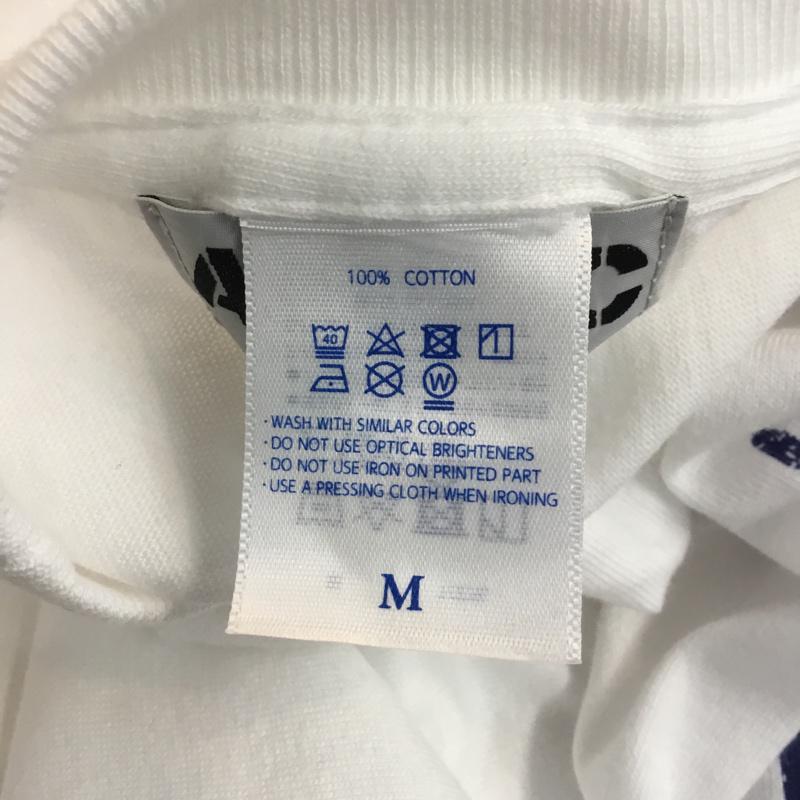 100% COTTON
40
W
· WASH WITH SIMILAR COLORS
· DO NOT USE OPTICAL BRIGHTENERS
· DO NOT USE IRON ON PRINTED PART
· USE A PRESSING CLOTH WHEN IRONING
M